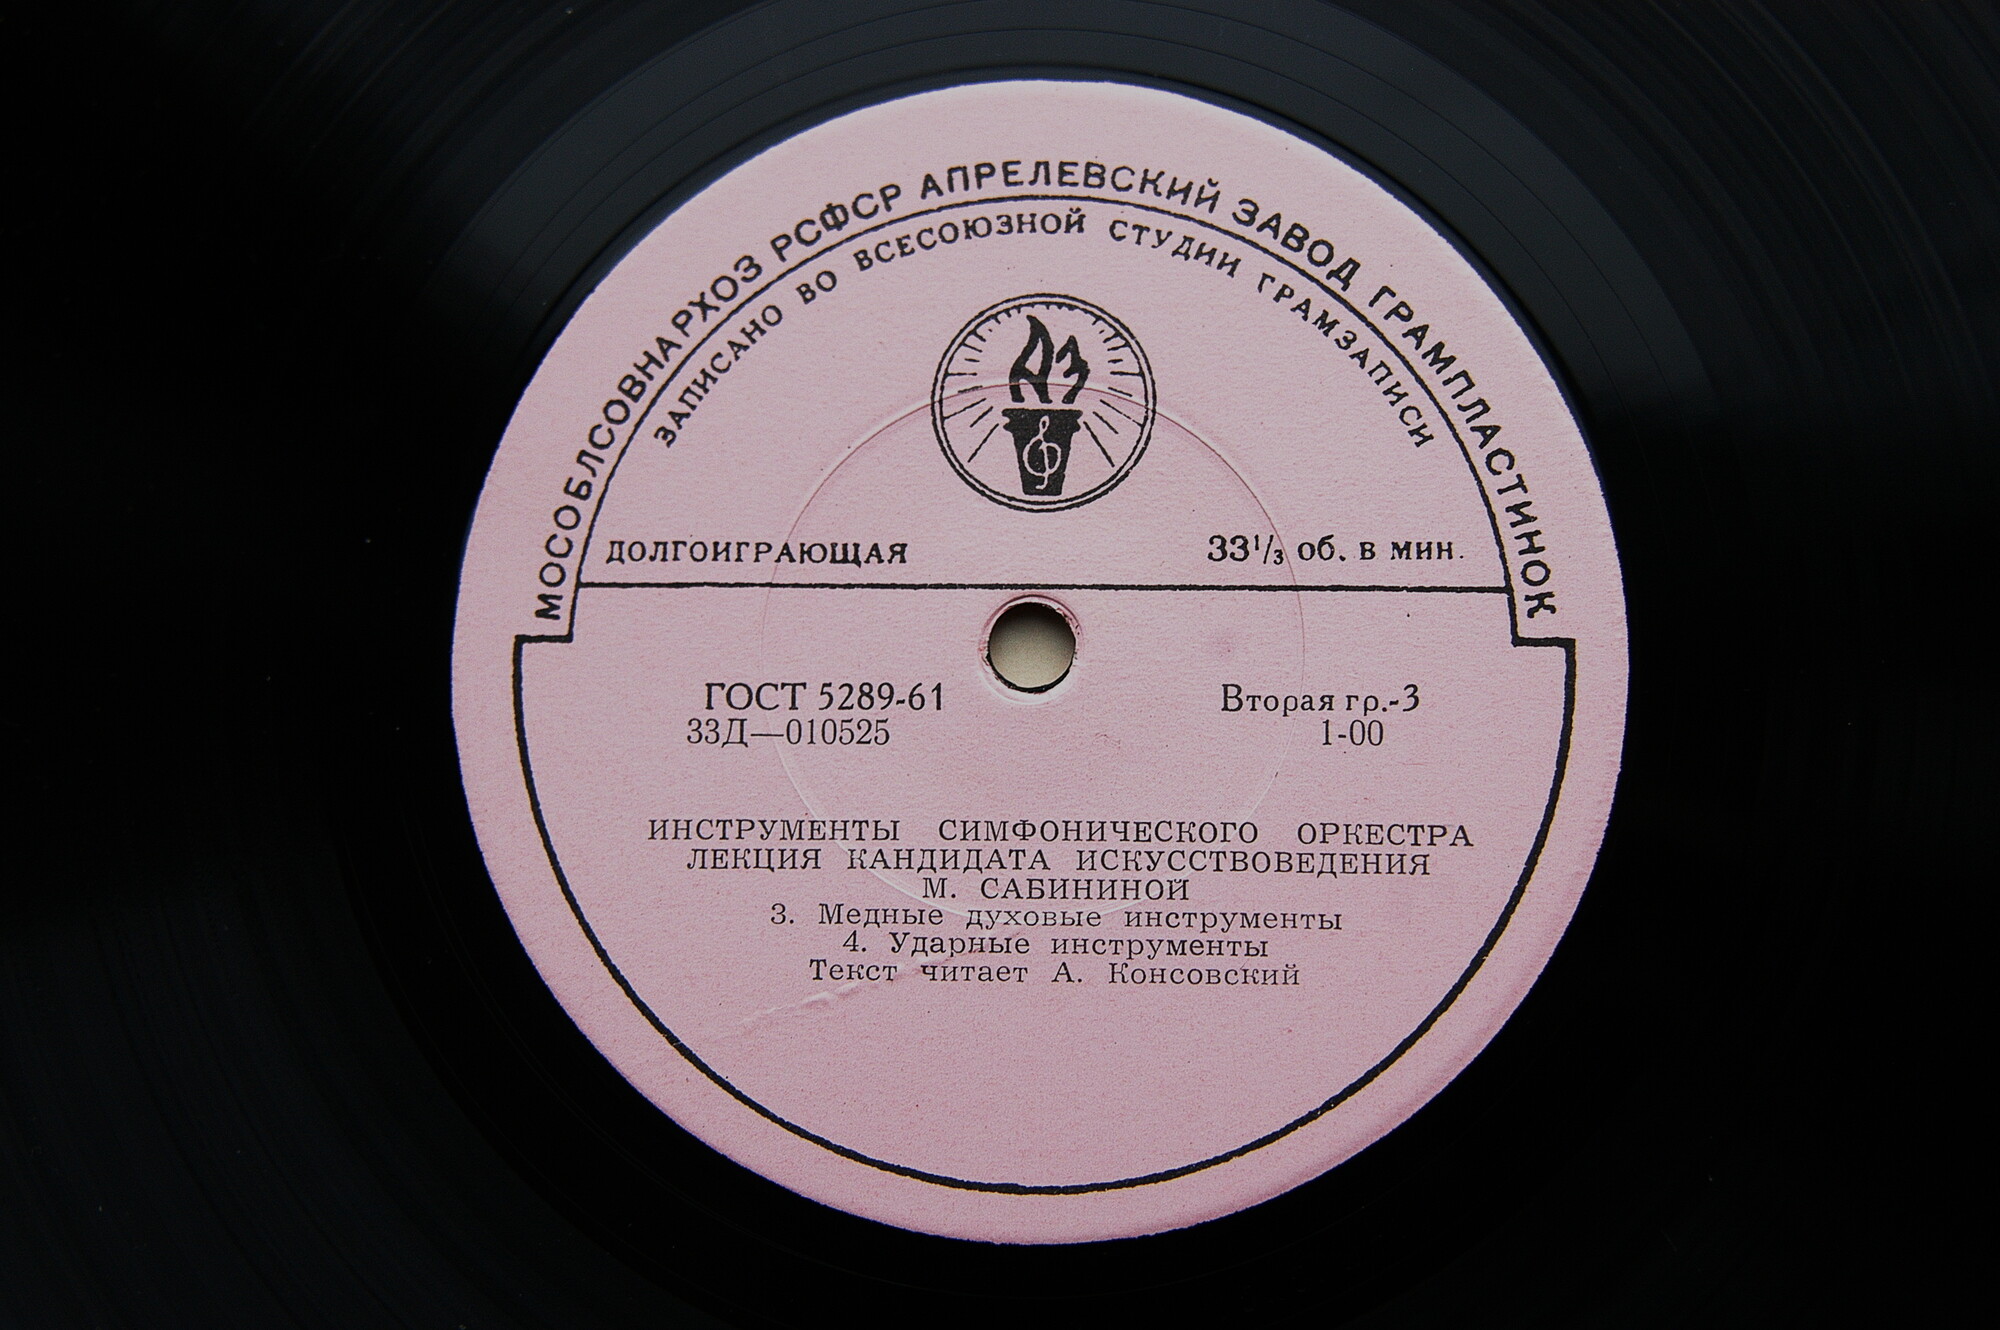 МОСОБЛСОВНАРХОЗ РСФСР АПРЕЛЕВСКИЙ ЗАВОД ГРАМПЛАСТИНОК
ЗАПИСАНО ВО ВСЕСОЮЗНОЙ СТУДИИ ГРАМЗАПИСИ
АЗ
ДОЛГОИГРАЮЩАЯ 33¹/₃ об. в мин.
ГОСТ 5289-61 Вторая гр.-3
33Д—010525 1-00
ИНСТРУМЕНТЫ СИМФОНИЧЕСКОГО ОРКЕСТРА
ЛЕКЦИЯ КАНДИДАТА ИСКУССТВОВЕДЕНИЯ
М. САБИНИНОЙ
3. Медные духовые инструменты
4. Ударные инструменты
Текст читает А. Консовский